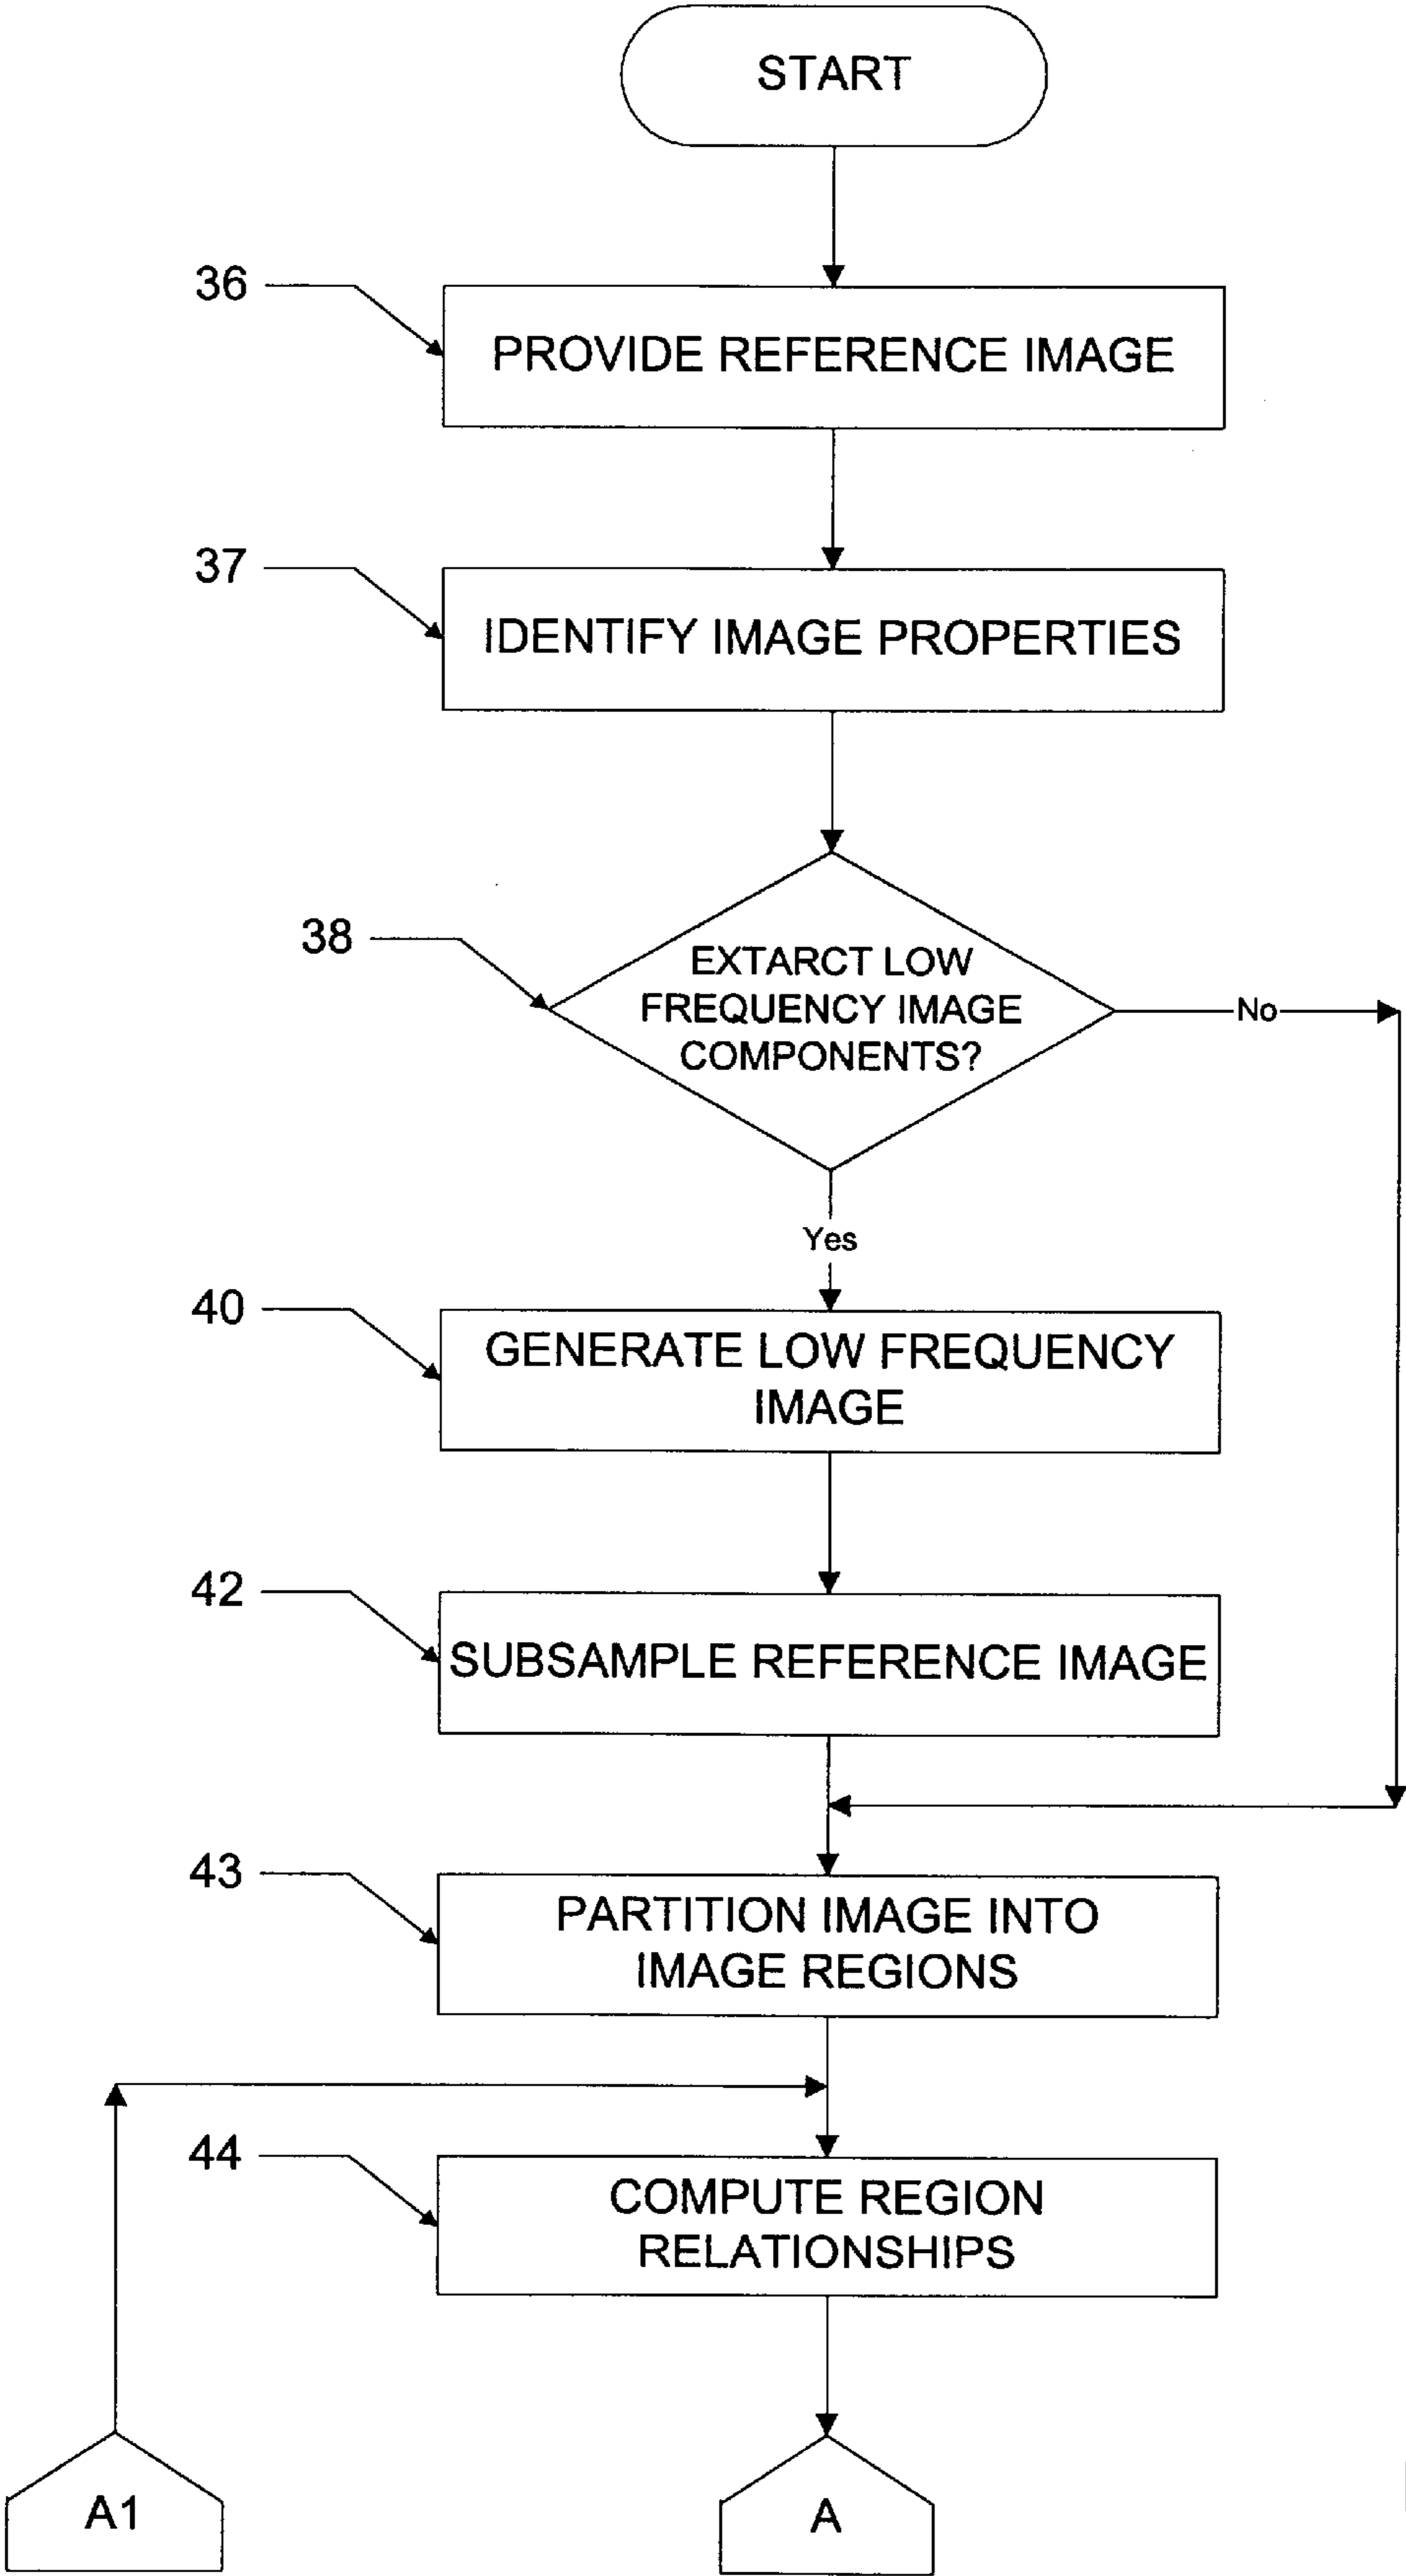 START
36
PROVIDE REFERENCE IMAGE
37
IDENTIFY IMAGE PROPERTIES
38
EXTARCT LOW
FREQUENCY IMAGE
COMPONENTS?
No
Yes
40
GENERATE LOW FREQUENCY
IMAGE
42
SUBSAMPLE REFERENCE IMAGE
43
PARTITION IMAGE INTO
IMAGE REGIONS
44
COMPUTE REGION
RELATIONSHIPS
A1
A